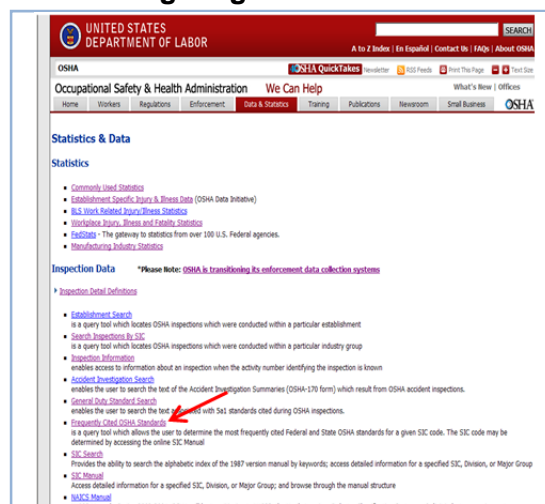 UNITED STATES
DEPARTMENT OF LABOR
SEARCH
A to Z Index | En Español | Contact Us | FAQs | About OSHA
OSHA
OSHA QuickTakes Newsletter RSS Feeds Print This Page Text Size
Occupational Safety & Health Administration We Can Help
What's New | Offices
Home Workers Regulations Enforcement Data & Statistics Training Publications Newsroom Small Business OSHA
Statistics & Data
Statistics
Commonly Used Statistics
Establishment Specific Injury & Illness Data (OSHA Data Initiative)
BLS Work Related Injury/Illness Statistics
Workplace Injury, Illness and Fatality Statistics
FedStats - The gateway to statistics from over 100 U.S. Federal agencies.
Manufacturing Industry Statistics
Inspection Data *Please Note: OSHA is transitioning its enforcement data collection systems
Inspection Detail Definitions
Establishment Search
is a query tool which locates OSHA inspections which were conducted within a particular establishment
Search Inspections By SIC
is a query tool which locates OSHA inspections which were conducted within a particular industry group
Inspection Information
enables access to information about an inspection when the activity number identifying the inspection is known
Accident Investigation Search
enables the user to search the text of the Accident Investigation Summaries (OSHA-170 form) which result from OSHA accident inspections.
General Duty Standard Search
enables the user to search the text associated with 5a1 standards cited during OSHA inspections.
Frequently Cited OSHA Standards
is a query tool which allows the user to determine the most frequently cited Federal and State OSHA standards for a given SIC code. The SIC code may be
determined by accessing the online SIC Manual
SIC Search
Provides the ability to search the alphabetic index of the 1987 version manual by keywords; access detailed information for a specified SIC, Division, or Major Group
SIC Manual
Access detailed information for a specified SIC, Division, or Major Group; and browse through the manual structure
NAICS Manual